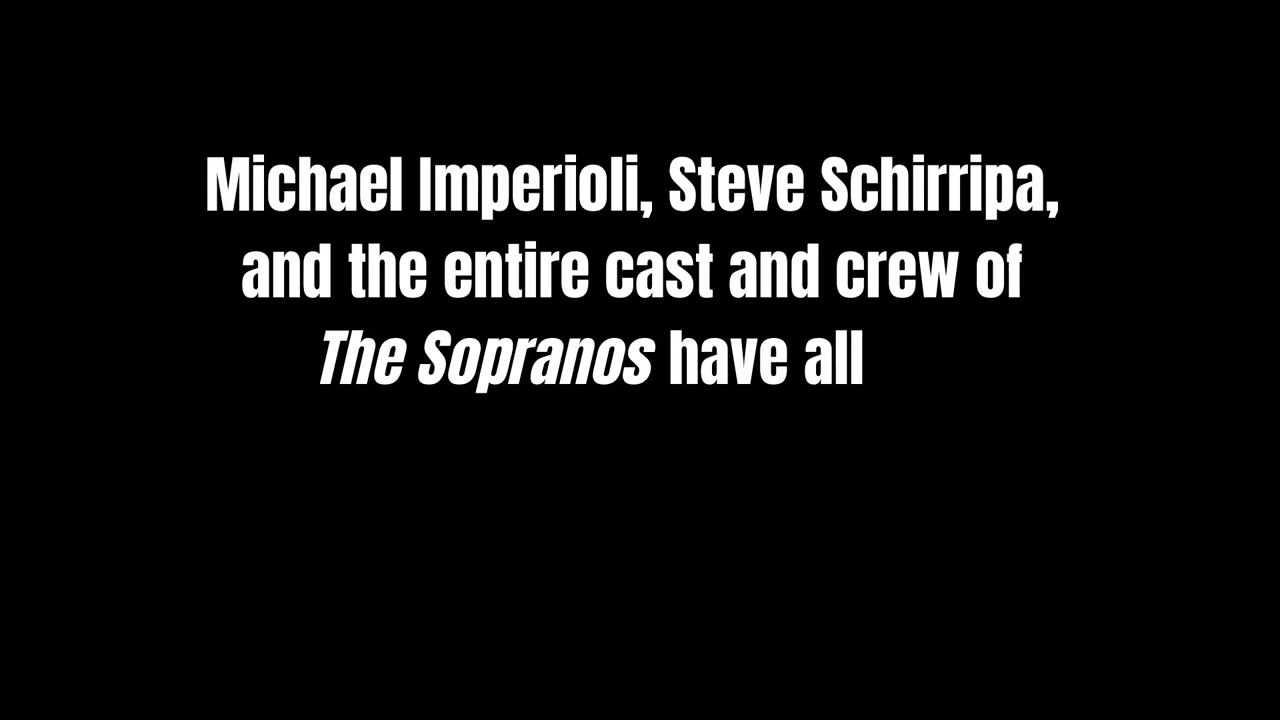 Michael Imperioli, Steve Schirripa,
and the entire cast and crew of
The Sopranos have all